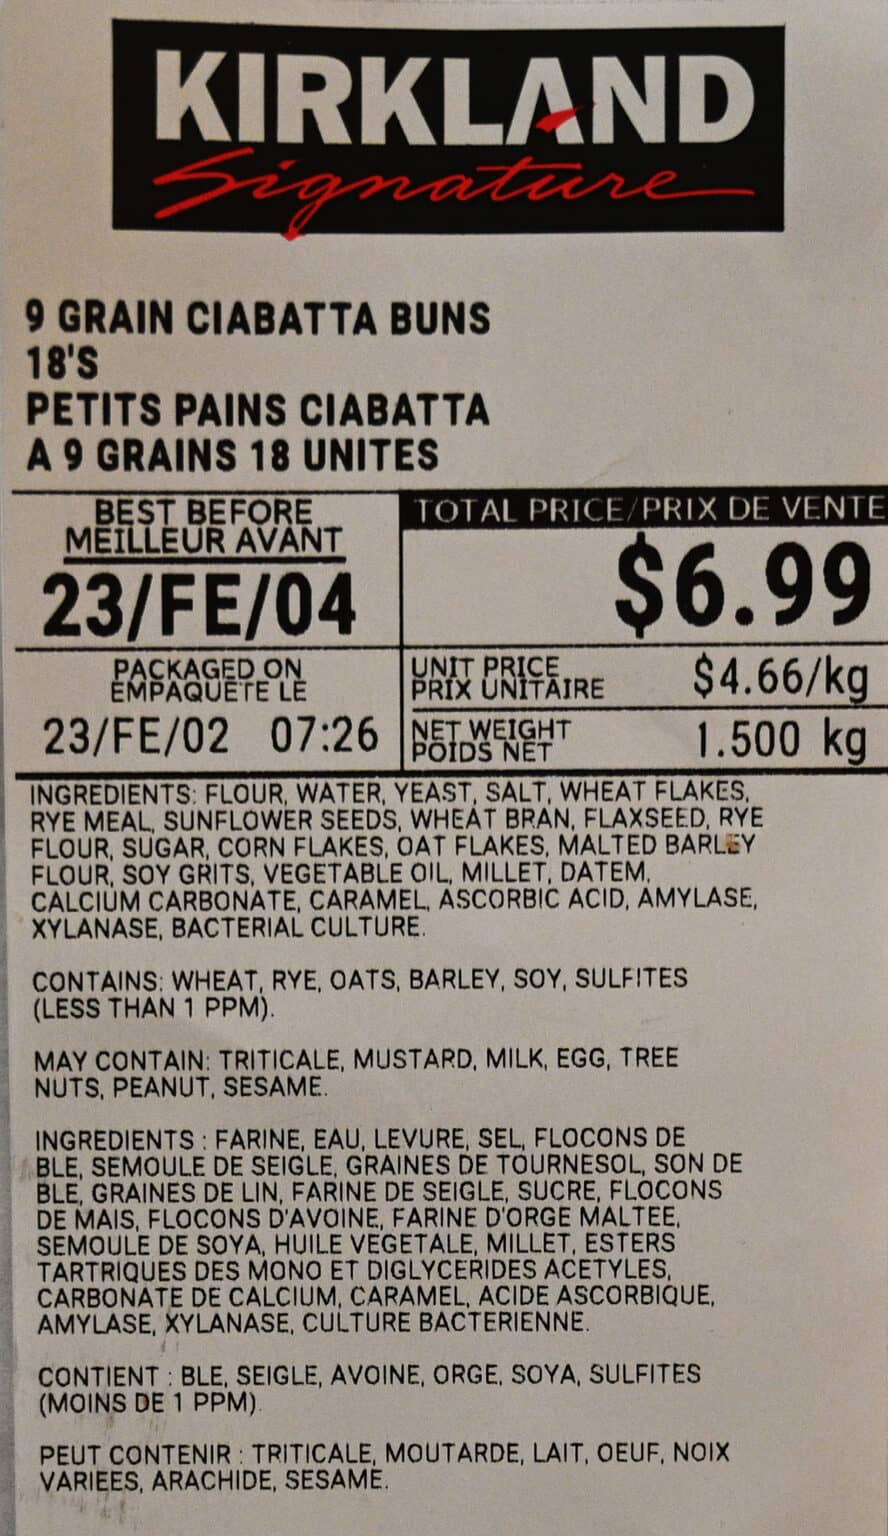 KIRKLAND
Signature
9 GRAIN CIABATTA BUNS
18'S
PETITS PAINS CIABATTA
A 9 GRAINS 18 UNITES
BEST BEFORE
MEILLEUR AVANT
23/FE/04
TOTAL PRICE/PRIX DE VENTE
$6.99
PACKAGED ON
EMPAQUETE LE
23/FE/02 07:26
UNIT PRICE
PRIX UNITAIRE
$4.66/kg
NET WEIGHT
POIDS NET
1.500 kg
INGREDIENTS: FLOUR, WATER, YEAST, SALT, WHEAT FLAKES,
RYE MEAL, SUNFLOWER SEEDS, WHEAT BRAN, FLAXSEED, RYE
FLOUR, SUGAR, CORN FLAKES, OAT FLAKES, MALTED BARLEY
FLOUR, SOY GRITS, VEGETABLE OIL, MILLET, DATEM,
CALCIUM CARBONATE, CARAMEL, ASCORBIC ACID, AMYLASE,
XYLANASE, BACTERIAL CULTURE.
CONTAINS: WHEAT, RYE, OATS, BARLEY, SOY, SULFITES
(LESS THAN 1 PPM).
MAY CONTAIN: TRITICALE, MUSTARD, MILK, EGG, TREE
NUTS, PEANUT, SESAME.
INGREDIENTS : FARINE, EAU, LEVURE, SEL, FLOCONS DE
BLE, SEMOULE DE SEIGLE, GRAINES DE TOURNESOL, SON DE
BLE, GRAINES DE LIN, FARINE DE SEIGLE, SUCRE, FLOCONS
DE MAIS, FLOCONS D'AVOINE, FARINE D'ORGE MALTEE,
SEMOULE DE SOYA, HUILE VEGETALE, MILLET, ESTERS
TARTRIQUES DES MONO ET DIGLYCERIDES ACETYLES,
CARBONATE DE CALCIUM, CARAMEL, ACIDE ASCORBIQUE,
AMYLASE, XYLANASE, CULTURE BACTERIENNE.
CONTIENT : BLE, SEIGLE, AVOINE, ORGE, SOYA, SULFITES
(MOINS DE 1 PPM)
PEUT CONTENIR : TRITICALE, MOUTARDE, LAIT, OEUF, NOIX
VARIEES, ARACHIDE, SESAME.